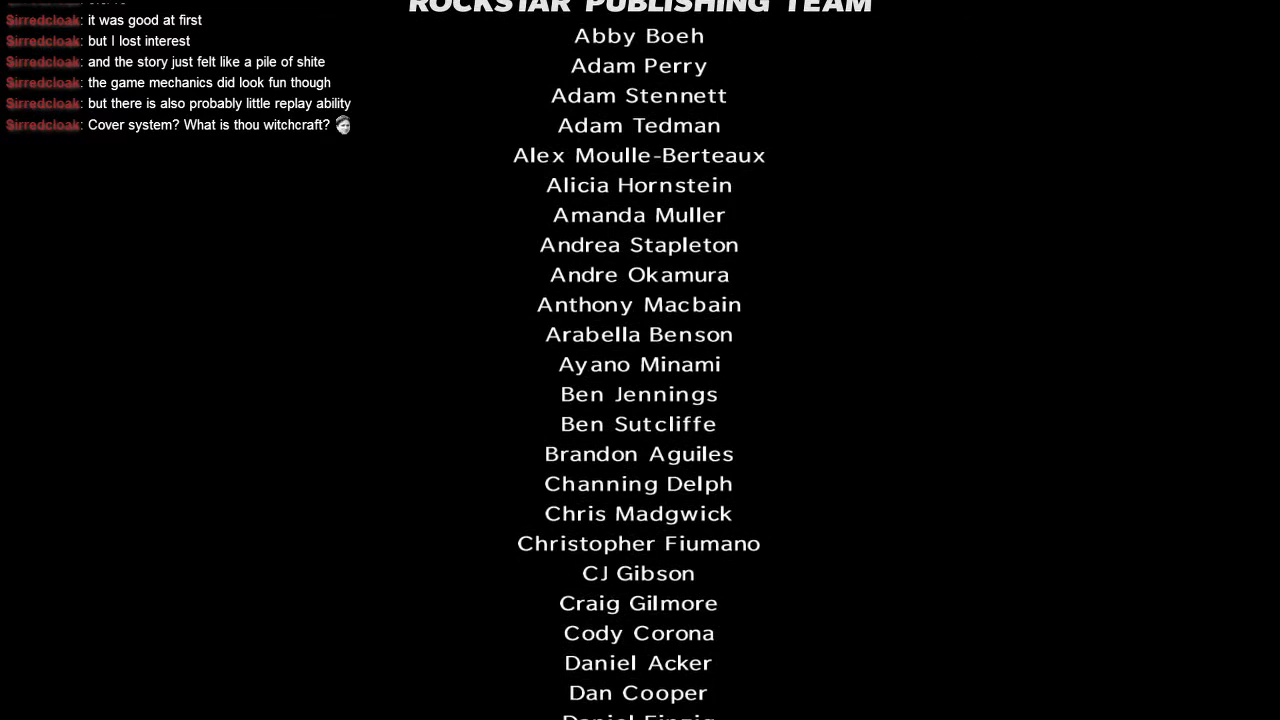 ROCKSTAR PUBLISHING TEAM
Sirredcloak: it was good at first
Sirredcloak: but I lost interest
Sirredcloak: and the story just felt like a pile of shite
Sirredcloak: the game mechanics did look fun though
Sirredcloak: but there is also probably little replay ability
Sirredcloak: Cover system? What is thou witchcraft?
Abby Boeh
Adam Perry
Adam Stennett
Adam Tedman
Alex Moulle-Berteaux
Alicia Hornstein
Amanda Muller
Andrea Stapleton
Andre Okamura
Anthony Macbain
Arabella Benson
Ayano Minami
Ben Jennings
Ben Sutcliffe
Brandon Aguiles
Channing Delph
Chris Madgwick
Christopher Fiumano
CJ Gibson
Craig Gilmore
Cody Corona
Daniel Acker
Dan Cooper